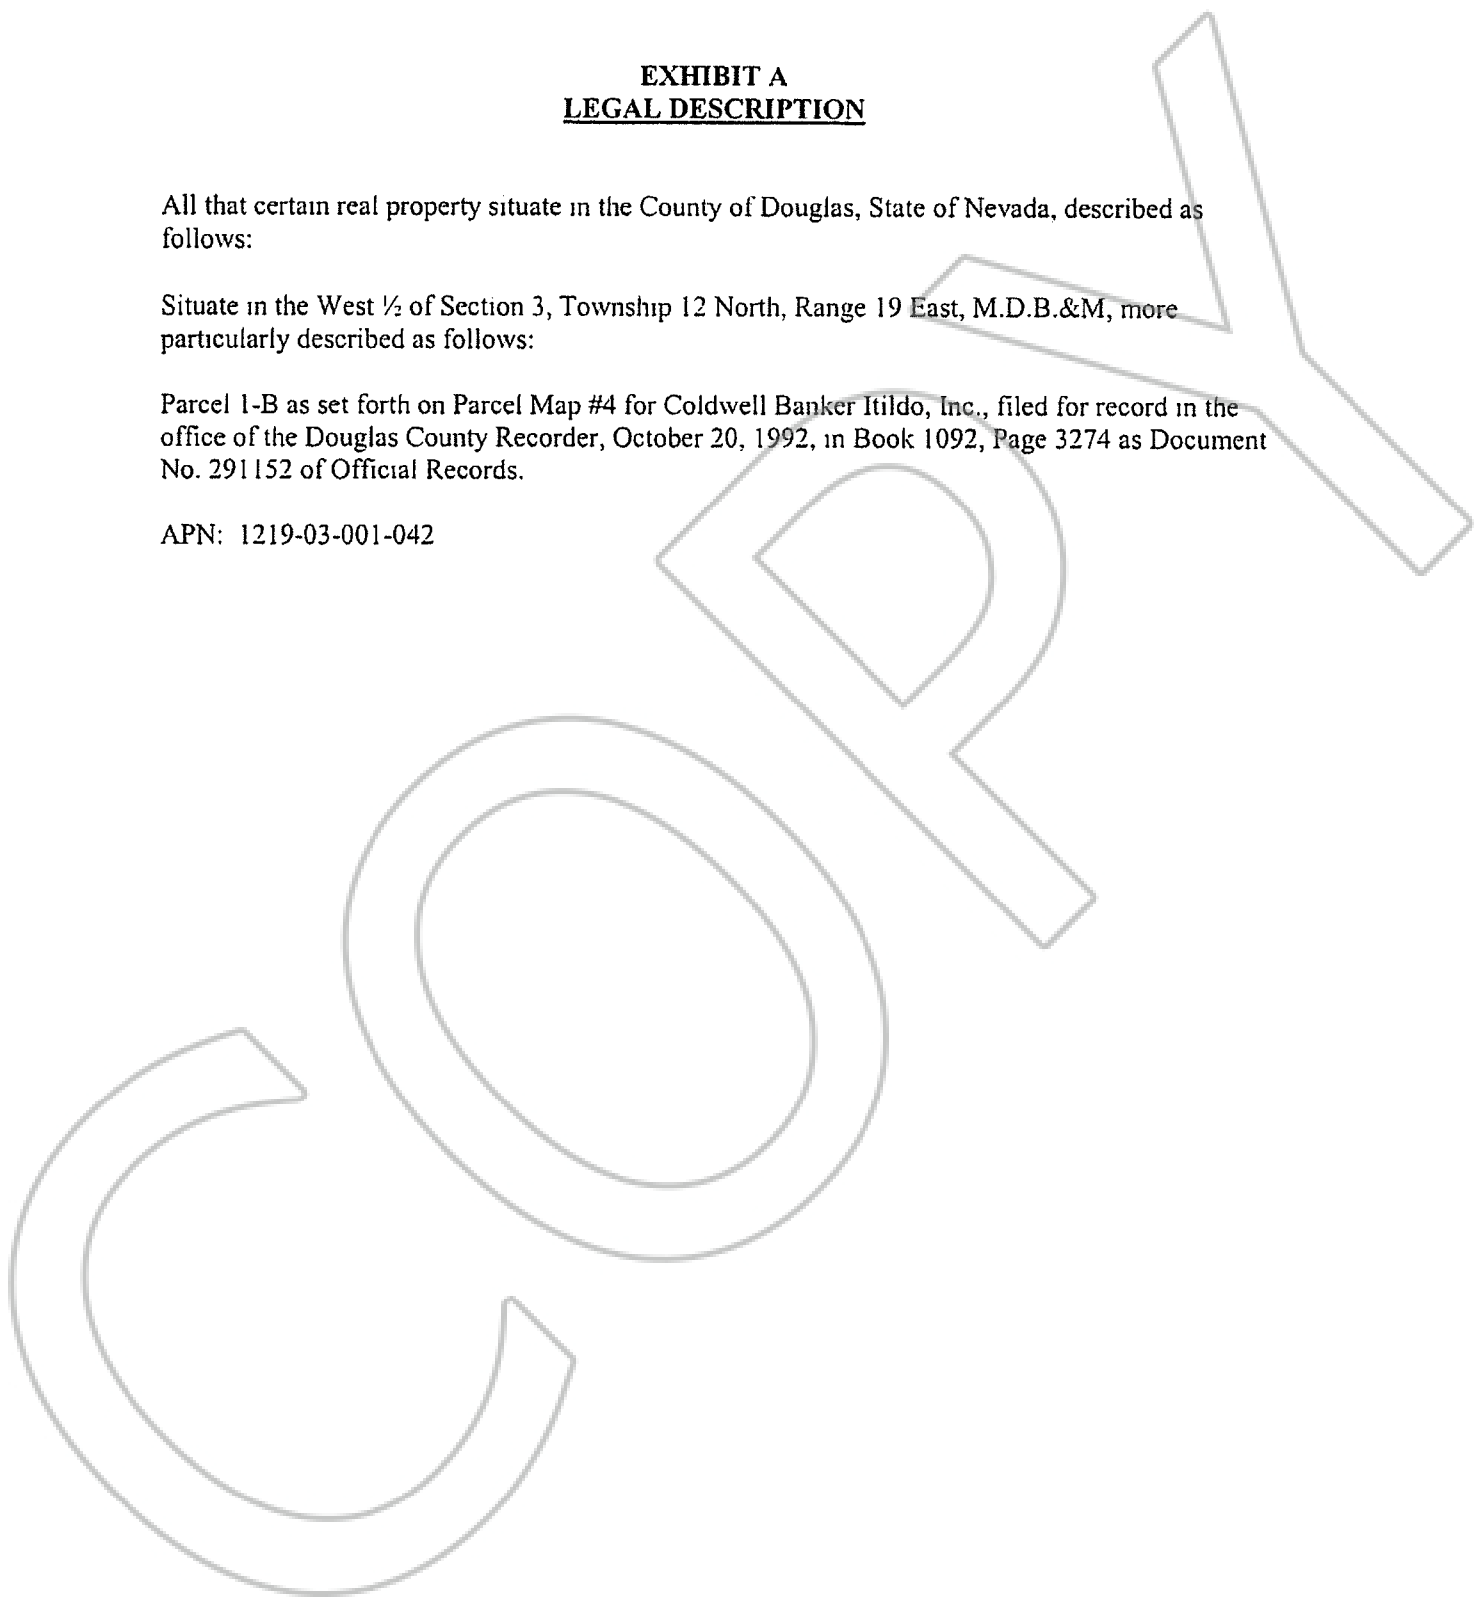 EXHIBIT A
LEGAL DESCRIPTION
All that certain real property situate in the County of Douglas, State of Nevada, described as
follows:
Situate in the West ½ of Section 3, Township 12 North, Range 19 East, M.D.B.&M, more
particularly described as follows:
Parcel 1-B as set forth on Parcel Map #4 for Coldwell Banker Itildo, Inc., filed for record in the
office of the Douglas County Recorder, October 20, 1992, in Book 1092, Page 3274 as Document
No. 291152 of Official Records.
APN: 1219-03-001-042
COPY